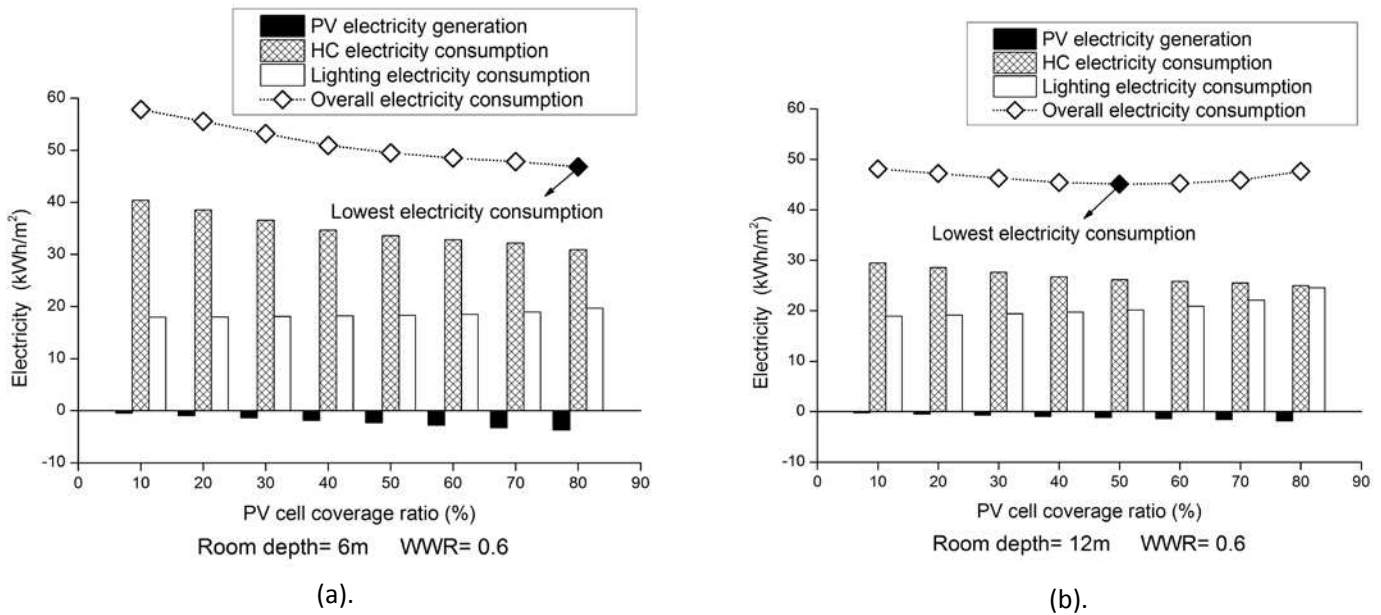 PV electricity generation
HC electricity consumption
Lighting electricity consumption
Overall electricity consumption
60
50
40
30
20
10
0
-10
Electricity (kWh/m²)
Lowest electricity consumption
0 10 20 30 40 50 60 70 80 90
PV cell coverage ratio (%)
Room depth= 6m WWR= 0.6
(a).
PV electricity generation
HC electricity consumption
Lighting electricity consumption
Overall electricity consumption
60
50
40
30
20
10
0
-10
Electricity (kWh/m²)
Lowest electricity consumption
0 10 20 30 40 50 60 70 80 90
PV cell coverage ratio (%)
Room depth= 12m WWR= 0.6
(b).